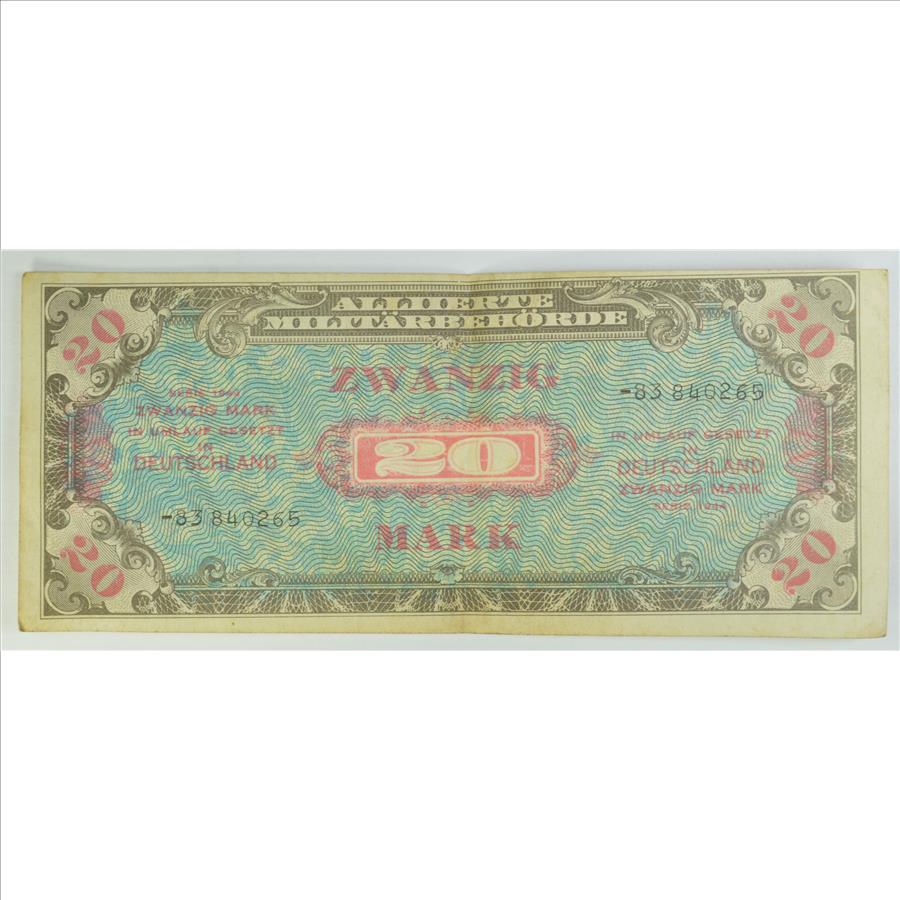 ALLIIERTE
MILITÄRBEHÖRDE
20
20
ZWANZIG
-83 840265
SERIE 1944
ZWANZIG MARK
IN UMLAUF GESETZT
IN
DEUTSCHLAND
20
IN UMLAUF GESETZT
IN
DEUTSCHLAND
ZWANZIG MARK
SERIE 1944
-83 840265
MARK
20
20